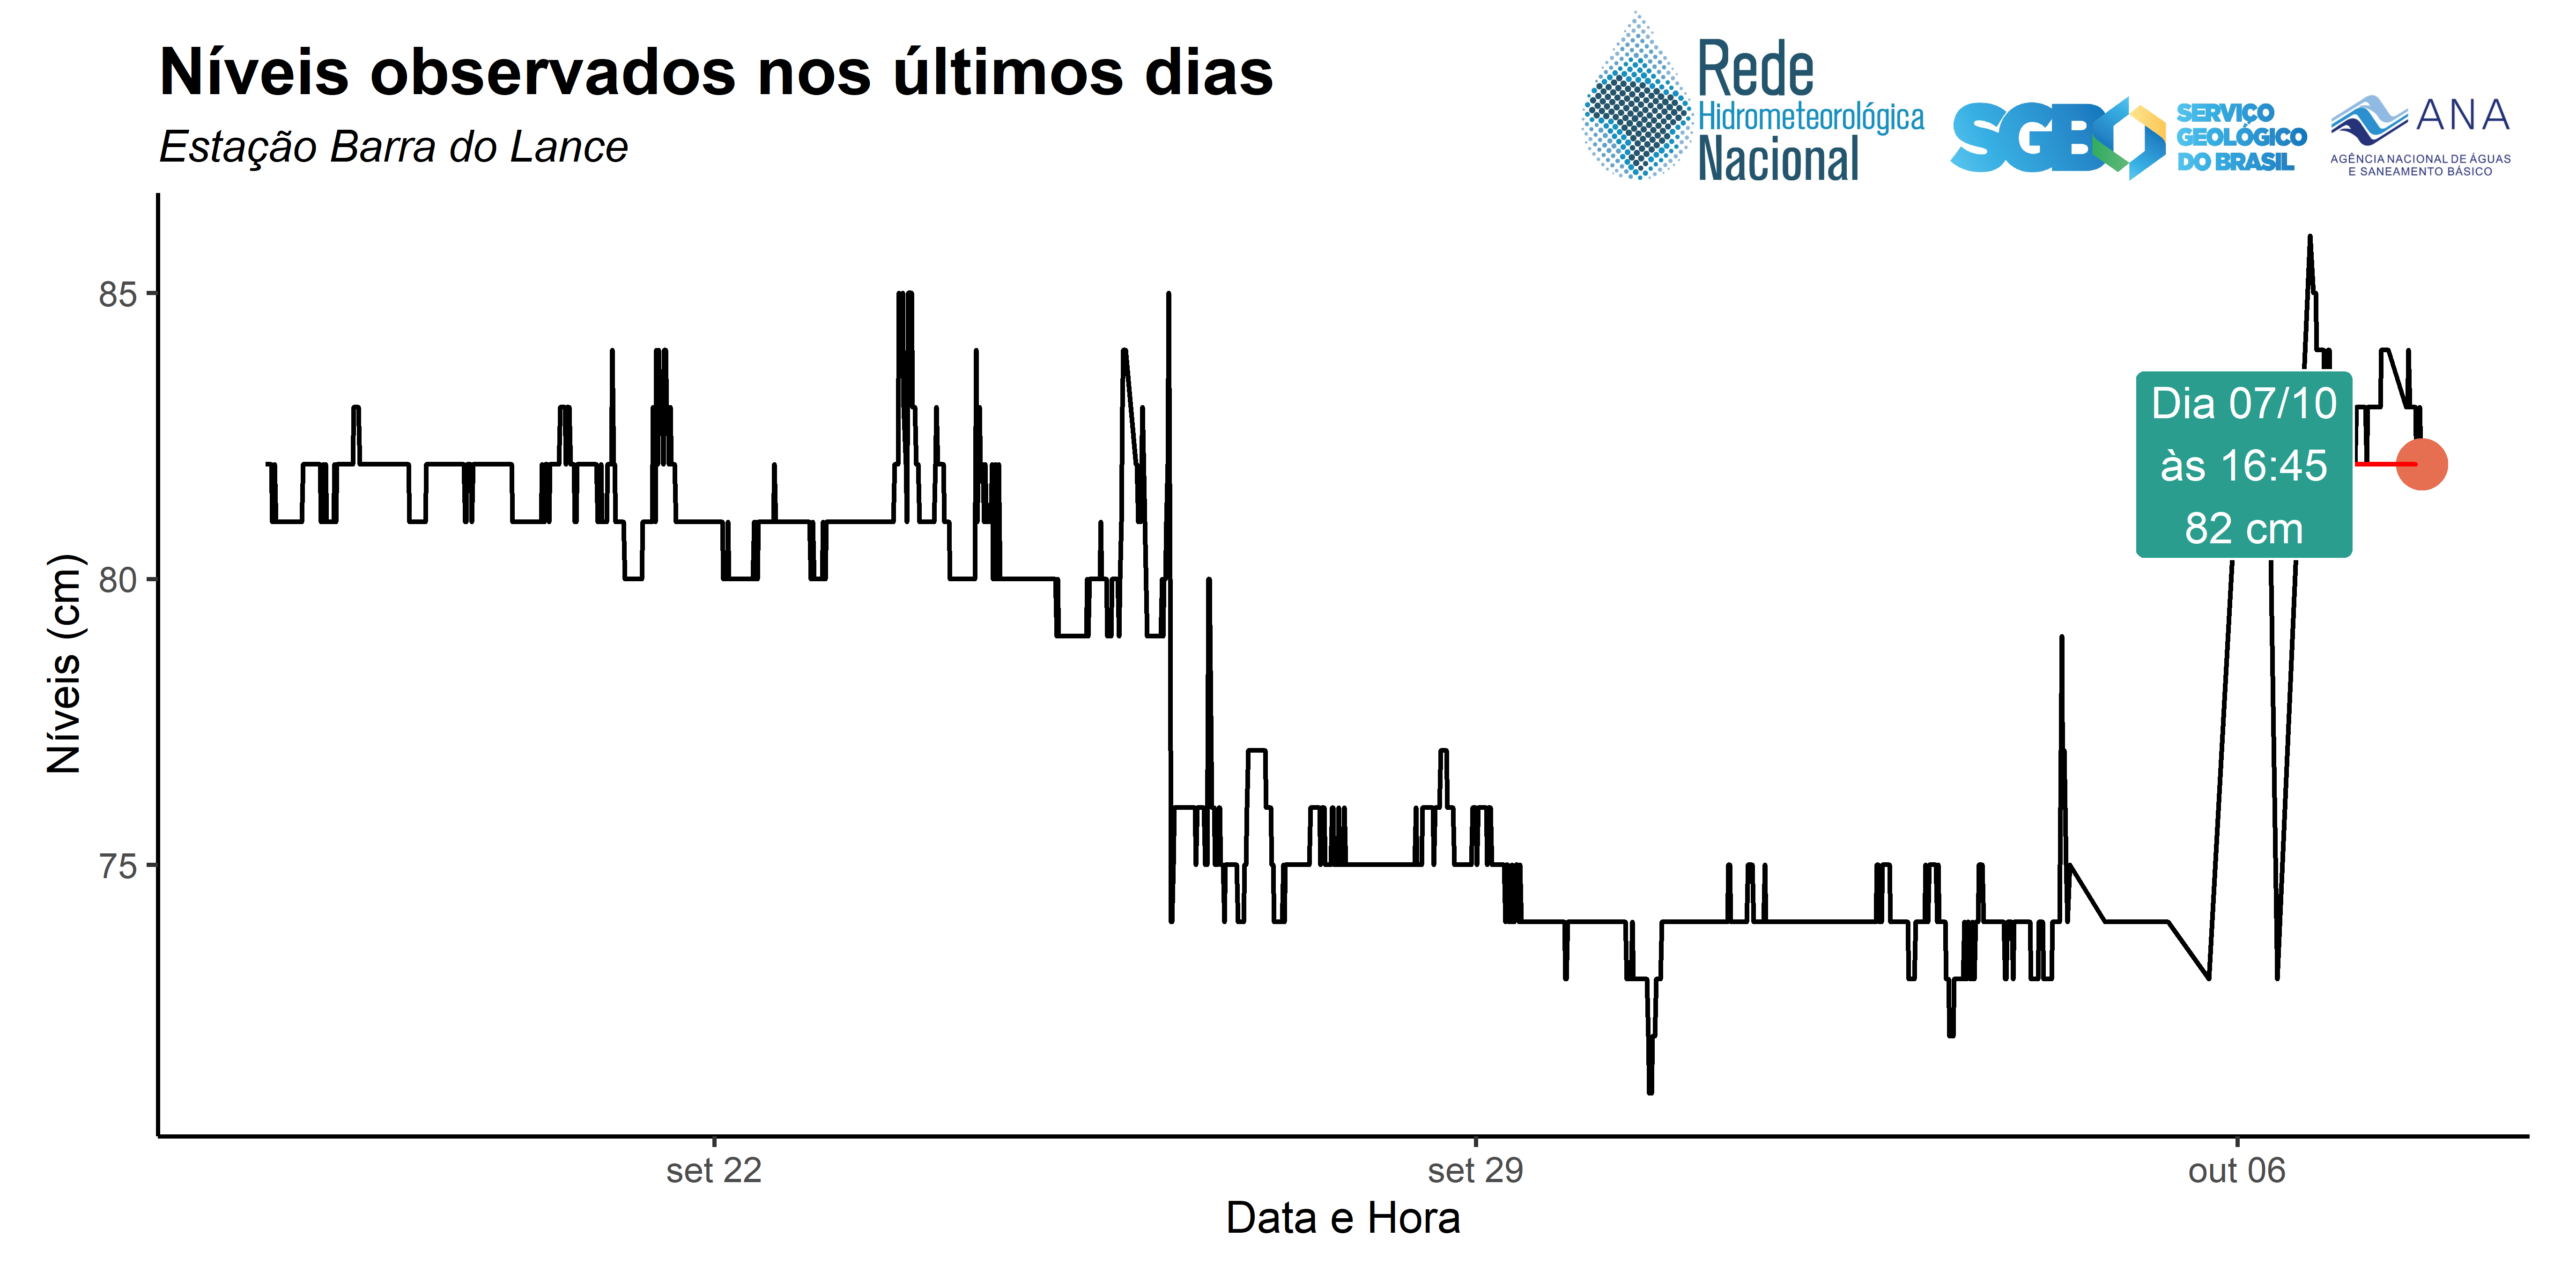 Níveis observados nos últimos dias
Estação Barra do Lance
Rede
Hidrometeorológica
Nacional
SGB
SERVIÇO
GEOLÓGICO
DO BRASIL
ANA
AGÊNCIA NACIONAL DE ÁGUAS
E SANEAMENTO BÁSICO
Níveis (cm)
85
80
75
Dia 07/10
às 16:45
82 cm
set 22
set 29
out 06
Data e Hora